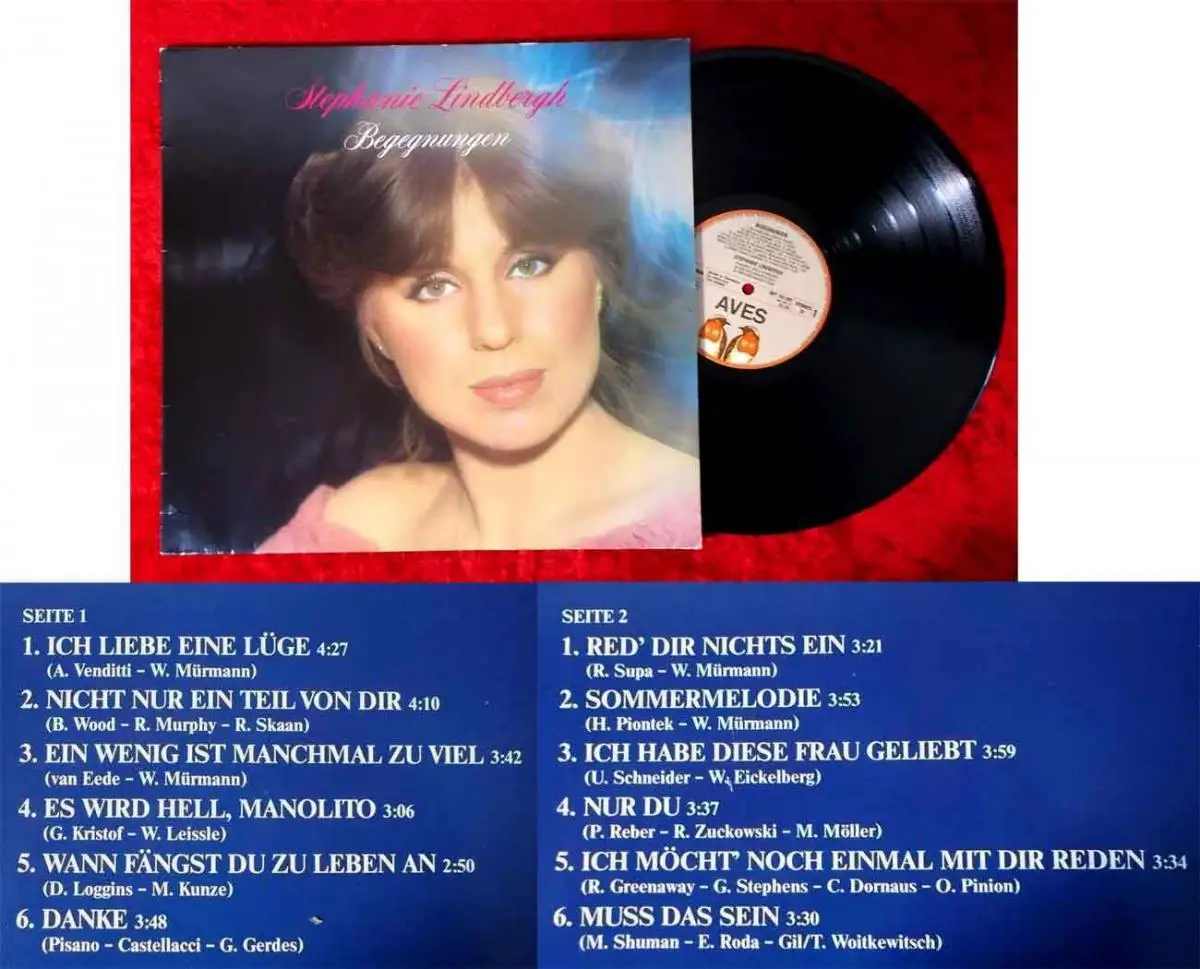 Stephanie Lindbergh
Begegnungen
BEGEGNUNGEN
STEPHANIE LINDBERGH
AVES
SEITE 1
1. ICH LIEBE EINE LÜGE 4:27
(A. Venditti – W. Mürmann)
2. NICHT NUR EIN TEIL VON DIR 4:10
(B. Wood – R. Murphy – R. Skaan)
3. EIN WENIG IST MANCHMAL ZU VIEL 3:42
(van Eede – W. Mürmann)
4. ES WIRD HELL, MANOLITO 3:06
(G. Kristof – W. Leissle)
5. WANN FÄNGST DU ZU LEBEN AN 2:50
(D. Loggins – M. Kunze)
6. DANKE 3:48
(Pisano – Castellacci – G. Gerdes)
SEITE 2
1. RED' DIR NICHTS EIN 3:21
(R. Supa – W. Mürmann)
2. SOMMERMELODIE 3:53
(H. Piontek – W. Mürmann)
3. ICH HABE DIESE FRAU GELIEBT 3:59
(U. Schneider – W. Eickelberg)
4. NUR DU 3:37
(P. Reber – R. Zuckowski – M. Möller)
5. ICH MÖCHT' NOCH EINMAL MIT DIR REDEN 3:34
(R. Greenaway – G. Stephens – C. Dornaus – O. Pinion)
6. MUSS DAS SEIN 3:30
(M. Shuman – E. Roda – Gil/T. Woitkewitsch)